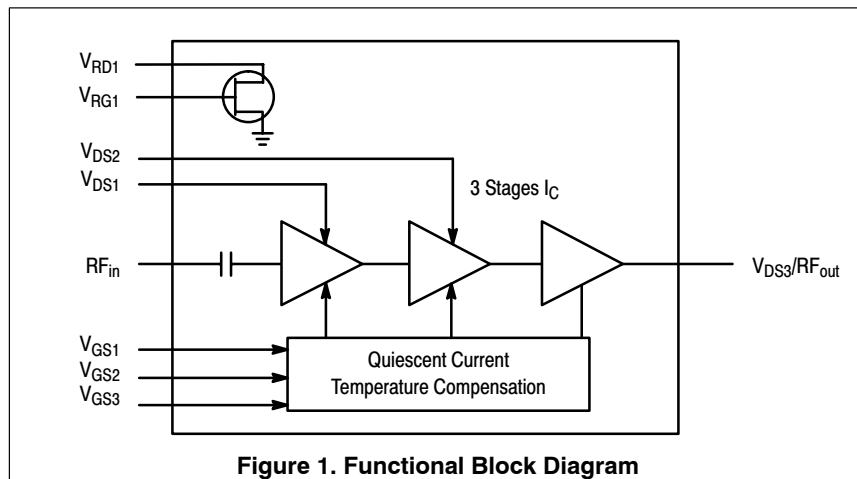 V_RD1
V_RG1
V_DS2
V_DS1
3 Stages I_C
RF_in
V_DS3/RF_out
V_GS1
V_GS2
V_GS3
Quiescent Current
Temperature Compensation
Figure 1. Functional Block Diagram